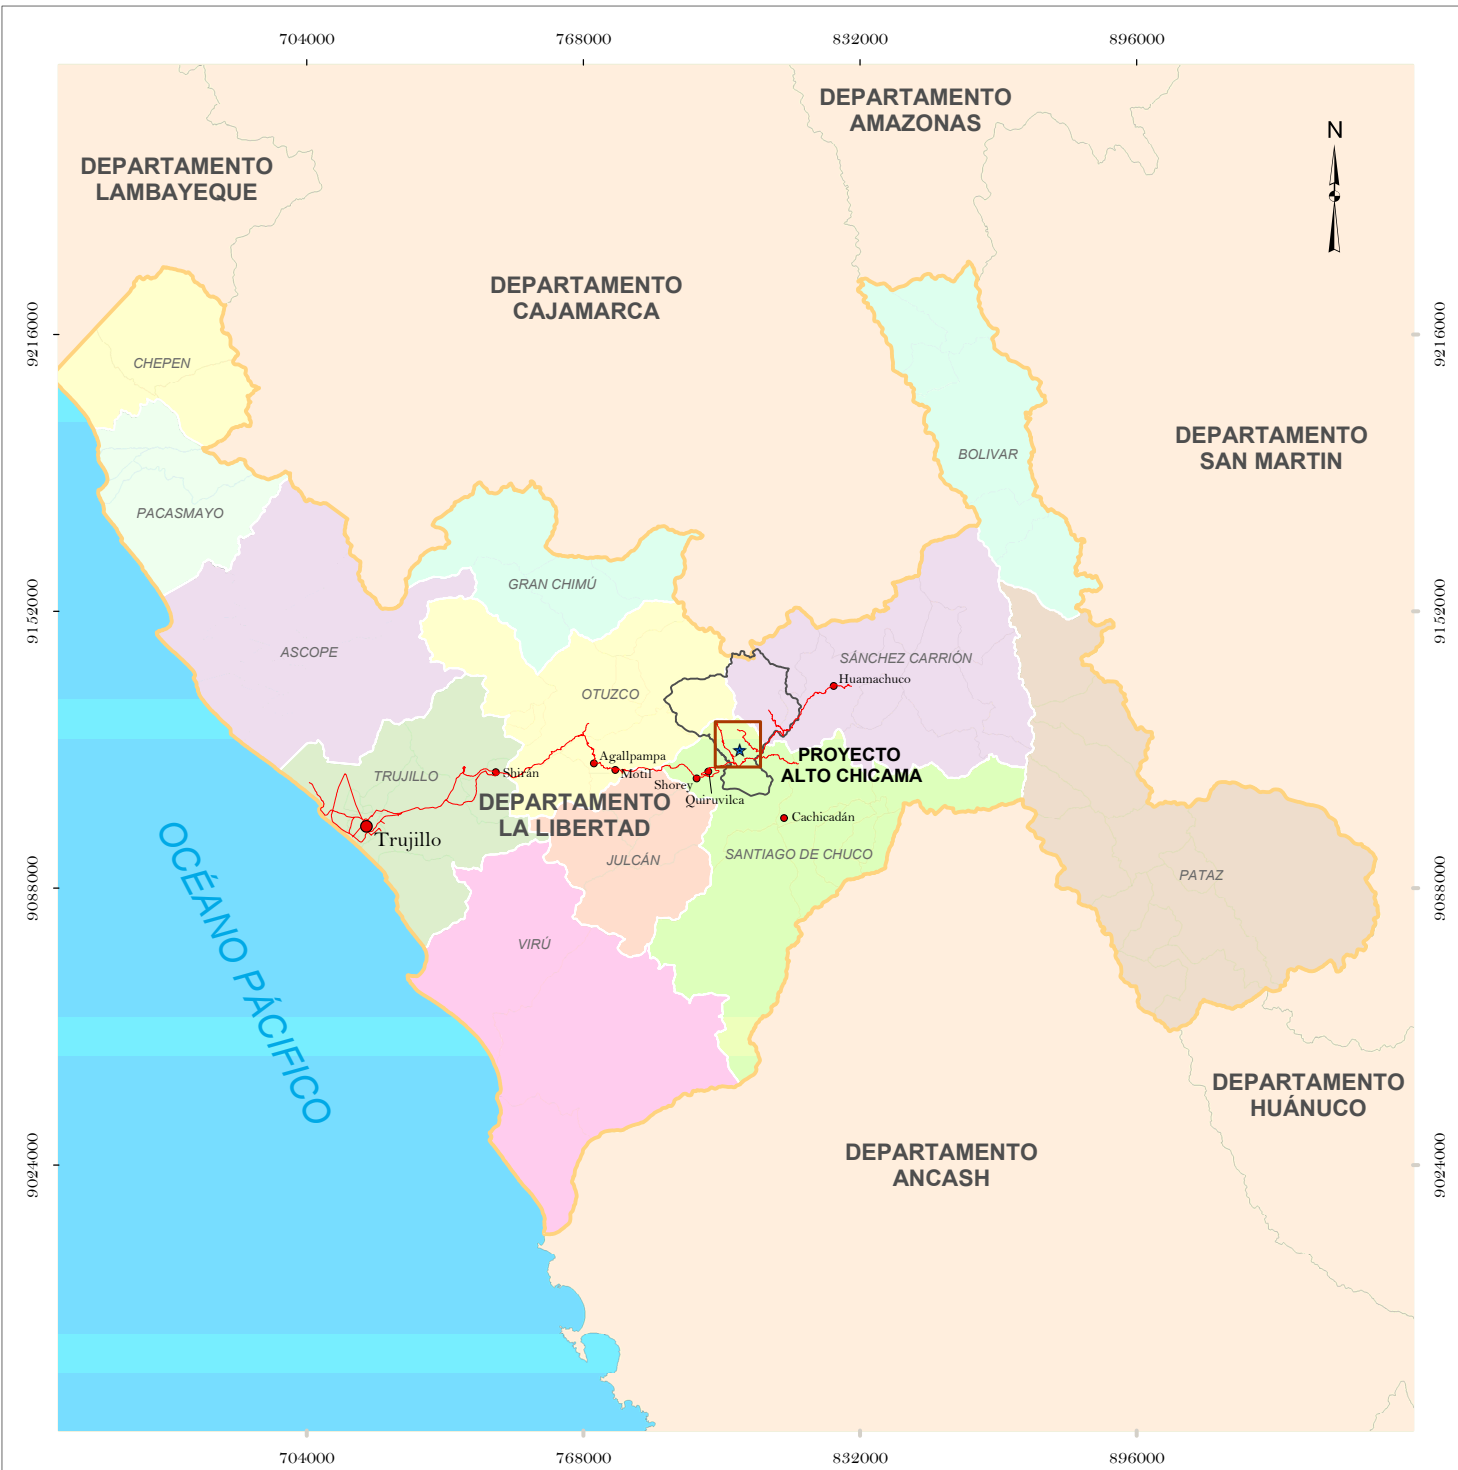 704000
768000
832000
896000
DEPARTAMENTO
AMAZONAS
N
DEPARTAMENTO
LAMBAYEQUE
DEPARTAMENTO
CAJAMARCA
9216000
9216000
CHEPEN
DEPARTAMENTO
SAN MARTIN
BOLIVAR
PACASMAYO
GRAN CHIMÚ
9152000
9152000
ASCOPE
SÁNCHEZ CARRIÓN
Huamachuco
OTUZCO
PROYECTO
ALTO CHICAMA
Agallpampa
Motil
Shirán
TRUJILLO
Shorey
Quiruvilca
DEPARTAMENTO
LA LIBERTAD
Cachicadán
Trujillo
JULCÁN
SANTIAGO DE CHUCO
PATAZ
9088000
9088000
VIRÚ
OCÉANO PÁCIFICO
DEPARTAMENTO
HUÁNUCO
DEPARTAMENTO
ANCASH
9024000
9024000
704000
768000
832000
896000